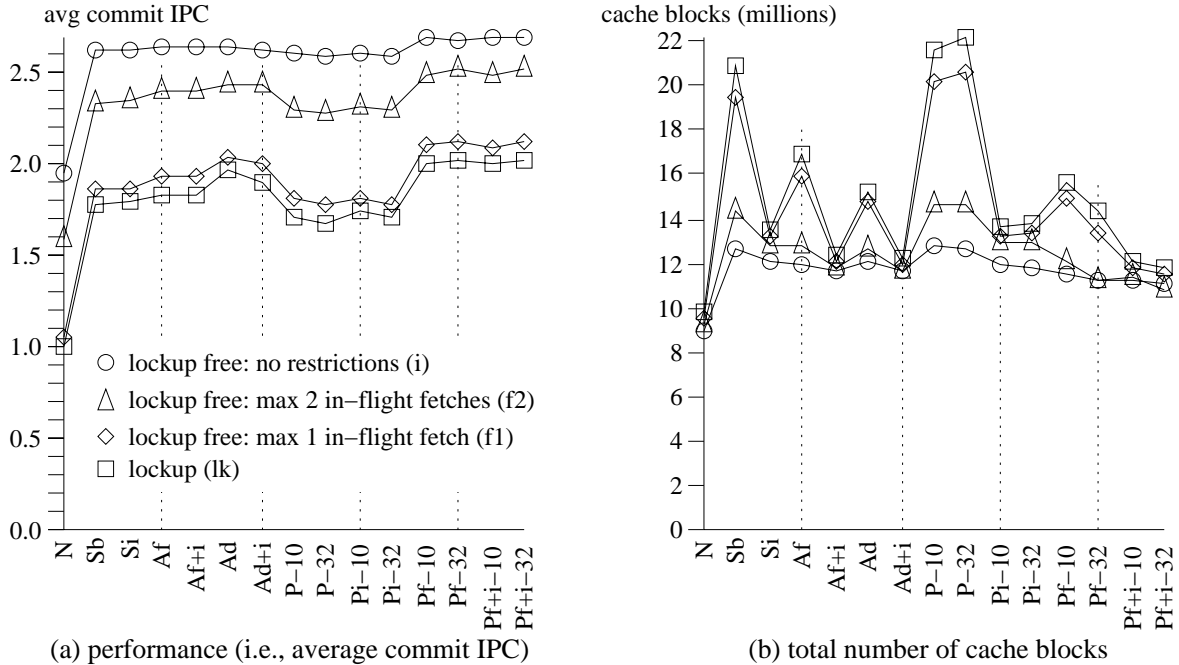 avg commit IPC
2.5
2.0
1.5
1.0
0.5
0.0
lockup free: no restrictions (i)
lockup free: max 2 in−flight fetches (f2)
lockup free: max 1 in−flight fetch (f1)
lockup (lk)
N
Sb
Si
Af
Af+i
Ad
Ad+i
P−10
P−32
Pi−10
Pi−32
Pf−10
Pf−32
Pf+i−10
Pf+i−32
(a) performance (i.e., average commit IPC)
cache blocks (millions)
22
20
18
16
14
12
10
8
6
4
2
0
N
Sb
Si
Af
Af+i
Ad
Ad+i
P−10
P−32
Pi−10
Pi−32
Pf−10
Pf−32
Pf+i−10
Pf+i−32
(b) total number of cache blocks